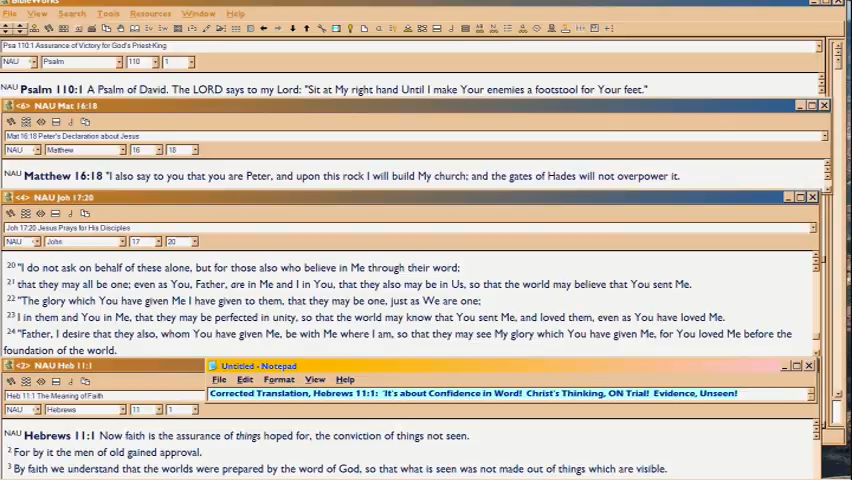 BibleWorks
File View Search Tools Resources Window Help
Psa 110:1 Assurance of Victory for God's Priest-King
NAU Psalm 110 1
NAU Psalm 110:1 A Psalm of David. The LORD says to my Lord: "Sit at My right hand Until I make Your enemies a footstool for Your feet."
<6> NAU Mat 16:18
Mat 16:18 Peter's Declaration about Jesus
NAU Matthew 16 18
NAU Matthew 16:18 "I also say to you that you are Peter, and upon this rock I will build My church; and the gates of Hades will not overpower it.
<4> NAU Joh 17:20
Joh 17:20 Jesus Prays for His Disciples
NAU John 17 20
20 "I do not ask on behalf of these alone, but for those also who believe in Me through their word;
21 that they may all be one; even as You, Father, are in Me and I in You, that they also may be in Us, so that the world may believe that You sent Me.
22 "The glory which You have given Me I have given to them, that they may be one, just as We are one;
23 I in them and You in Me, that they may be perfected in unity, so that the world may know that You sent Me, and loved them, even as You have loved Me.
24 "Father, I desire that they also, whom You have given Me, be with Me where I am, so that they may see My glory which You have given Me, for You loved Me before the
foundation of the world.
<2> NAU Heb 11:1
Untitled - Notepad
File Edit Format View Help
Corrected Translation, Hebrews 11:1: 'It's about Confidence in Word! Christ's Thinking, ON Trial! Evidence, Unseen!
Heb 11:1 The Meaning of Faith
NAU Hebrews 11 1
NAU Hebrews 11:1 Now faith is the assurance of things hoped for, the conviction of things not seen.
2 For by it the men of old gained approval.
3 By faith we understand that the worlds were prepared by the word of God, so that what is seen was not made out of things which are visible.